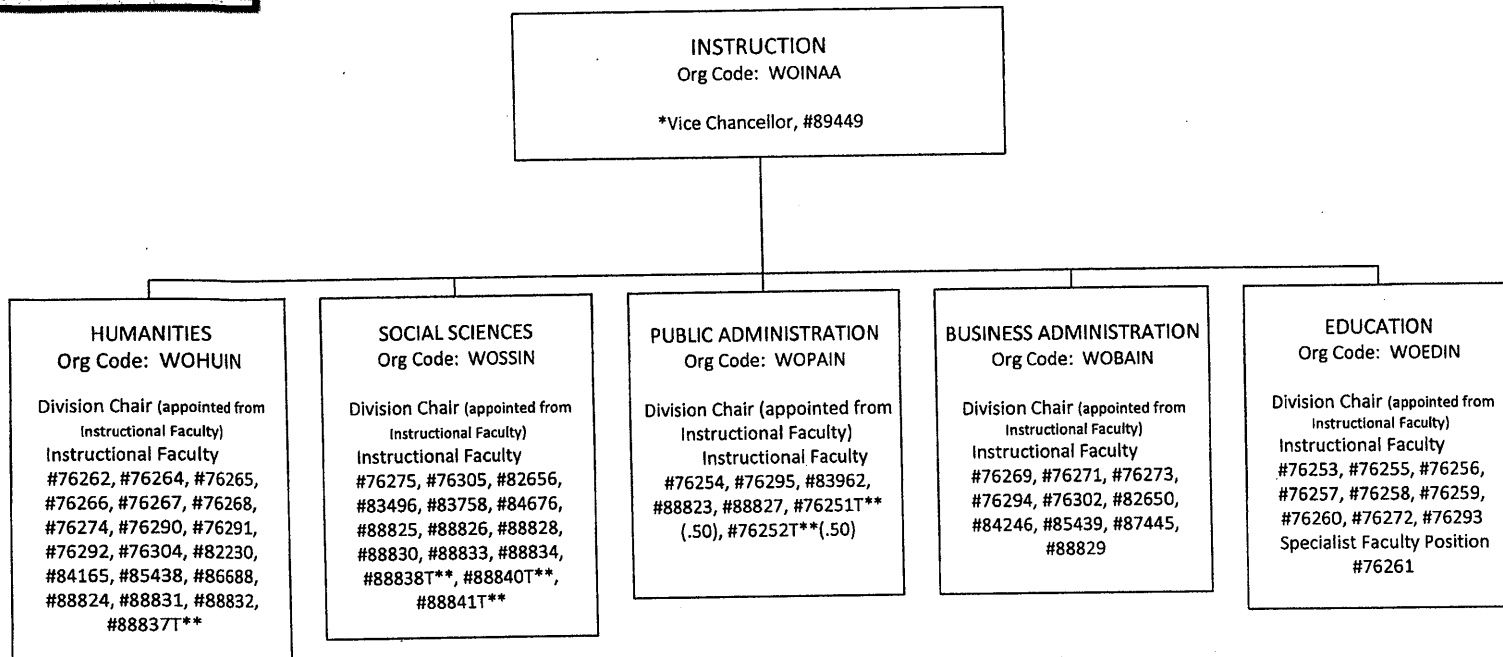 INSTRUCTION
Org Code: WOINAA
*Vice Chancellor, #89449
HUMANITIES
Org Code: WOHUIN
Division Chair (appointed from
Instructional Faculty)
Instructional Faculty
#76262, #76264, #76265,
#76266, #76267, #76268,
#76274, #76290, #76291,
#76292, #76304, #82230,
#84165, #85438, #86688,
#88824, #88831, #88832,
#88837T**
SOCIAL SCIENCES
Org Code: WOSSIN
Division Chair (appointed from
Instructional Faculty)
Instructional Faculty
#76275, #76305, #82656,
#83496, #83758, #84676,
#88825, #88826, #88828,
#88830, #88833, #88834,
#88838T**, #88840T**,
#88841T**
PUBLIC ADMINISTRATION
Org Code: WOPAIN
Division Chair (appointed from
Instructional Faculty)
Instructional Faculty
#76254, #76295, #83962,
#88823, #88827, #76251T**
(.50), #76252T**(.50)
BUSINESS ADMINISTRATION
Org Code: WOBAIN
Division Chair (appointed from
Instructional Faculty)
Instructional Faculty
#76269, #76271, #76273,
#76294, #76302, #82650,
#84246, #85439, #87445,
#88829
EDUCATION
Org Code: WOEDIN
Division Chair (appointed from
Instructional Faculty)
Instructional Faculty
#76253, #76255, #76256,
#76257, #76258, #76259,
#76260, #76272, #76293
Specialist Faculty Position
#76261